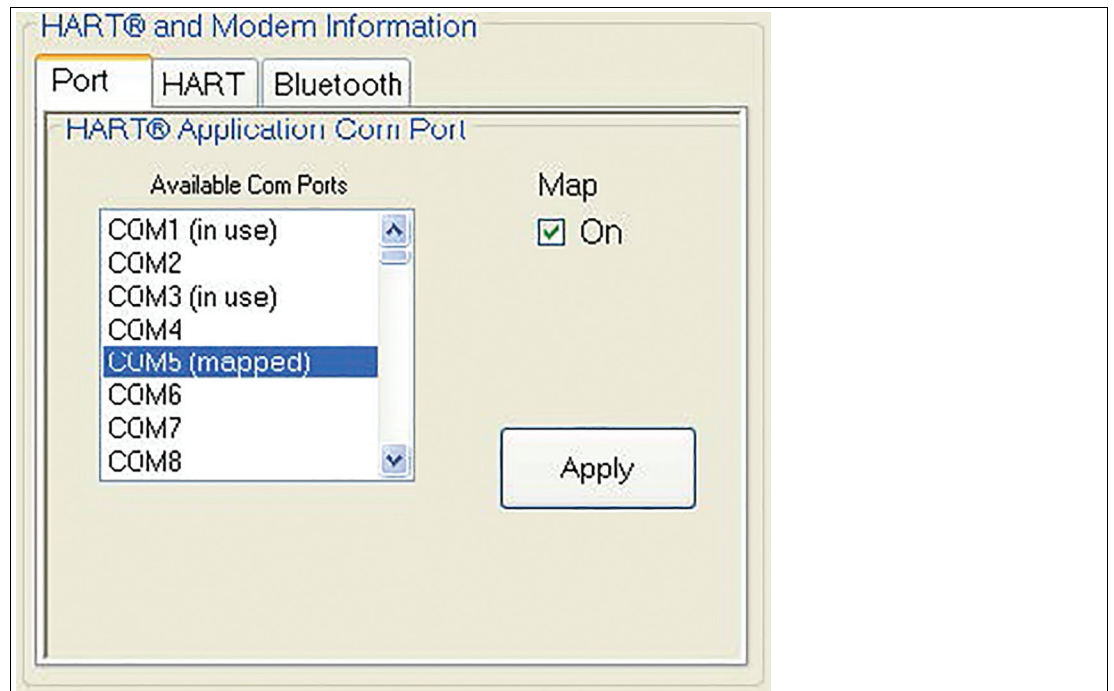 HART® and Modem Information
Port HART Bluetooth
HART® Application Com Port
Available Com Ports
Map
COM1 (in use)
On
COM2
COM3 (in use)
COM4
COM5 (mapped)
COM6
COM7
COM8
Apply